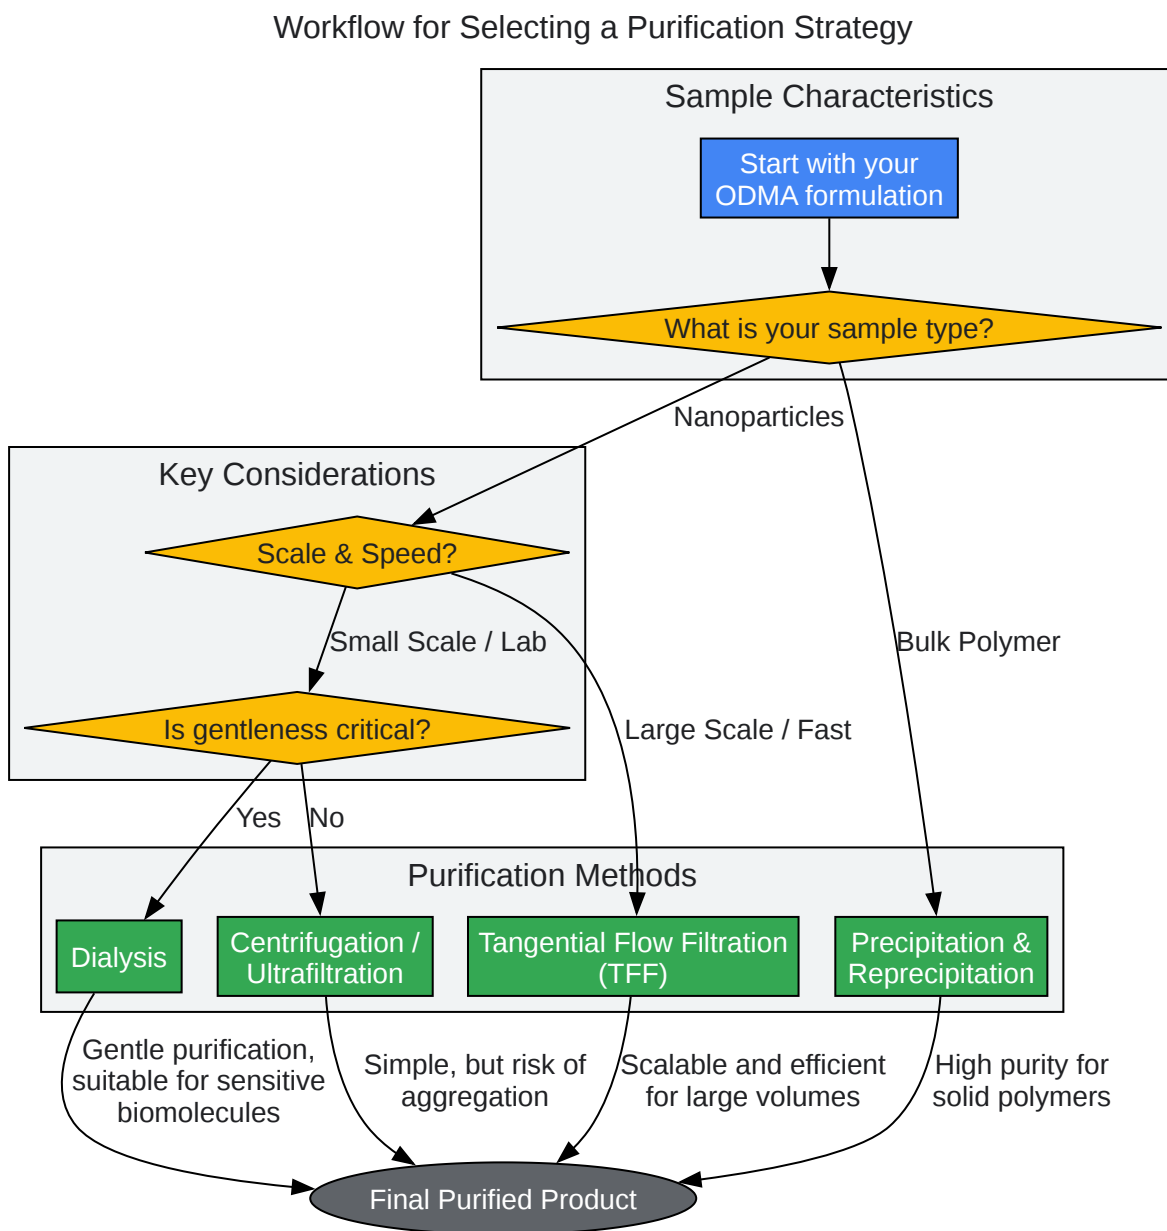 Workflow for Selecting a Purification Strategy
Sample Characteristics
Start with your
ODMA formulation
What is your sample type?
Nanoparticles
Key Considerations
Scale & Speed?
Small Scale / Lab
Bulk Polymer
Is gentleness critical?
Large Scale / Fast
Yes
No
Purification Methods
Dialysis
Centrifugation /
Ultrafiltration
Tangential Flow Filtration
(TFF)
Precipitation &
Reprecipitation
Gentle purification,
suitable for sensitive
biomolecules
Simple, but risk of
aggregation
Scalable and efficient
for large volumes
High purity for
solid polymers
Final Purified Product